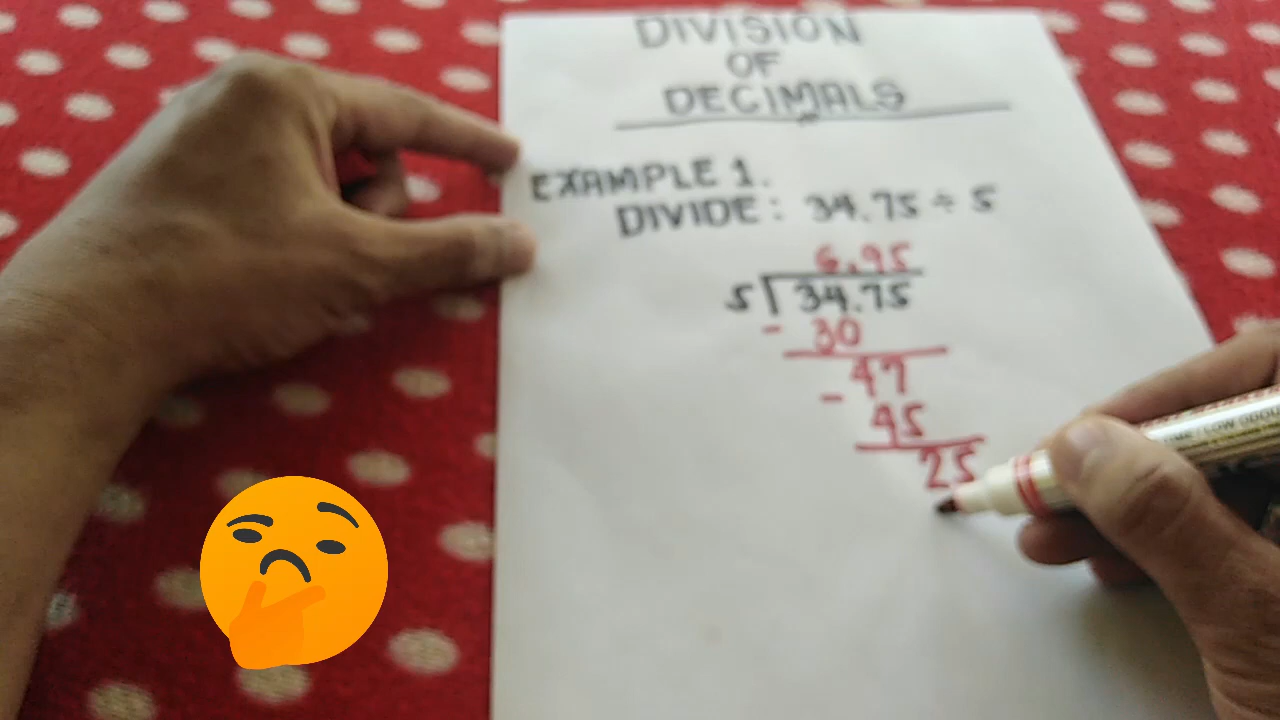 DIVISION
OF
DECIMALS
EXAMPLE 1.
DIVIDE: 34.75 ÷ 5
6.95
5 34.75
- 30
47
- 45
25